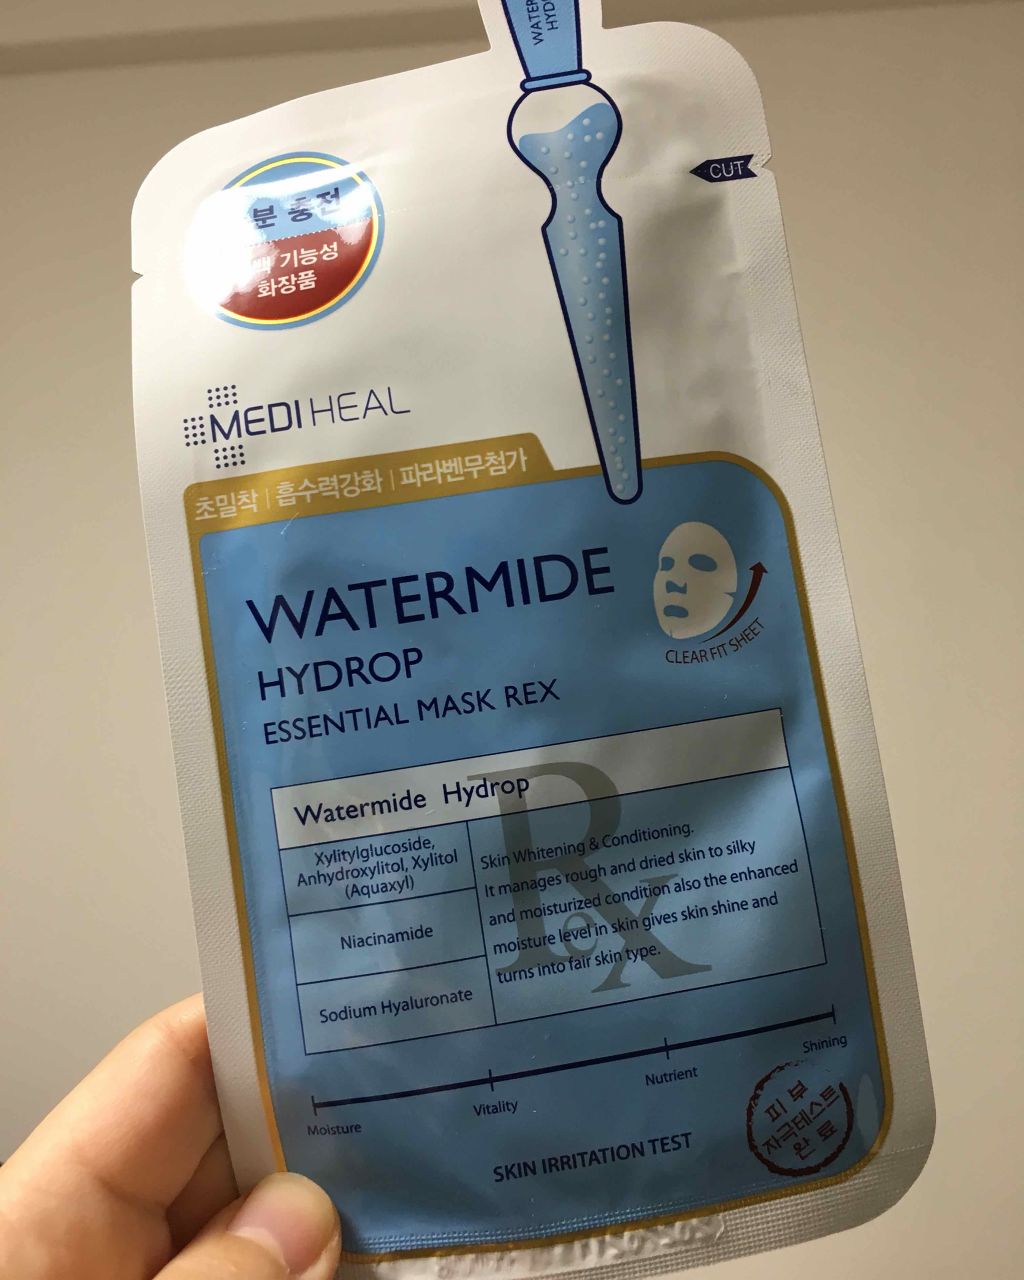 WATER
HYD
CUT
분 충전
기능성
화장품
MEDIHEAL
초밀착 | 흡수력강화 | 파라벤무첨가
WATERMIDE
HYDROP
ESSENTIAL MASK REX
CLEAR FIT SHEET
Watermide Hydrop
Xylitylglucoside,
Anhydroxylitol, Xylitol
(Aquaxyl)
Niacinamide
Sodium Hyaluronate
Skin Whitening & Conditioning.
It manages rough and dried skin to silky
and moisturized condition also the enhanced
moisture level in skin gives skin shine and
turns into fair skin type.
Rex
Moisture
Vitality
Nutrient
Shining
SKIN IRRITATION TEST
피부
자극테스트
완료